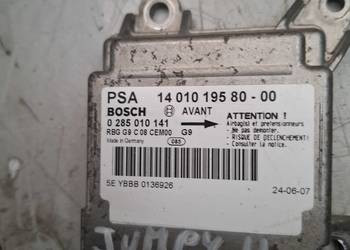 PSA 14 010 195 80 - 00
BOSCH AVANT
0 285 010 141
RBG G9 C 08 CEM00 G9
Made in Germany
083
ATTENTION !
Airbag(s) et pretensionneurs
- Ne pas demonter.
- RISQUE DE DECLENCHEMENT!
- Consulter la notice.
5E YBBB 0136926
24-06-07
JUMPY